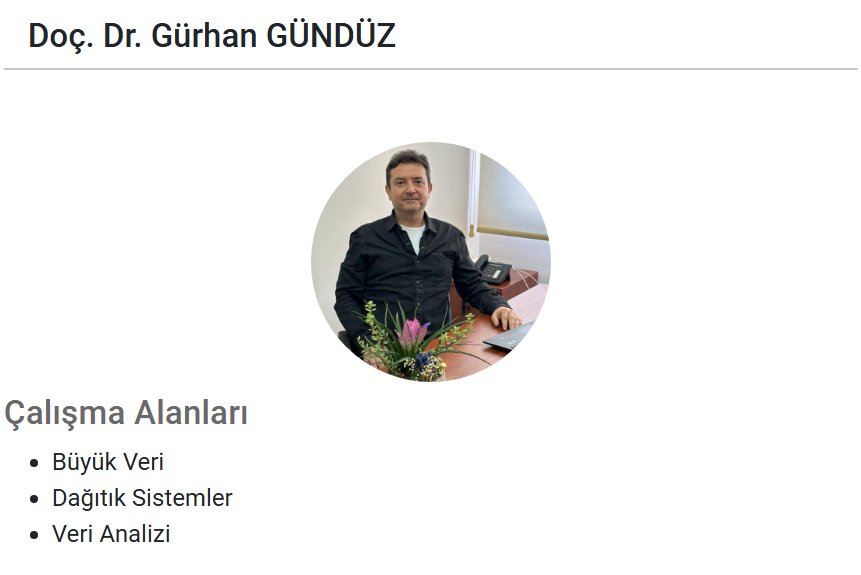 Doç. Dr. Gürhan GÜNDÜZ
Çalışma Alanları
Büyük Veri
Dağıtık Sistemler
Veri Analizi